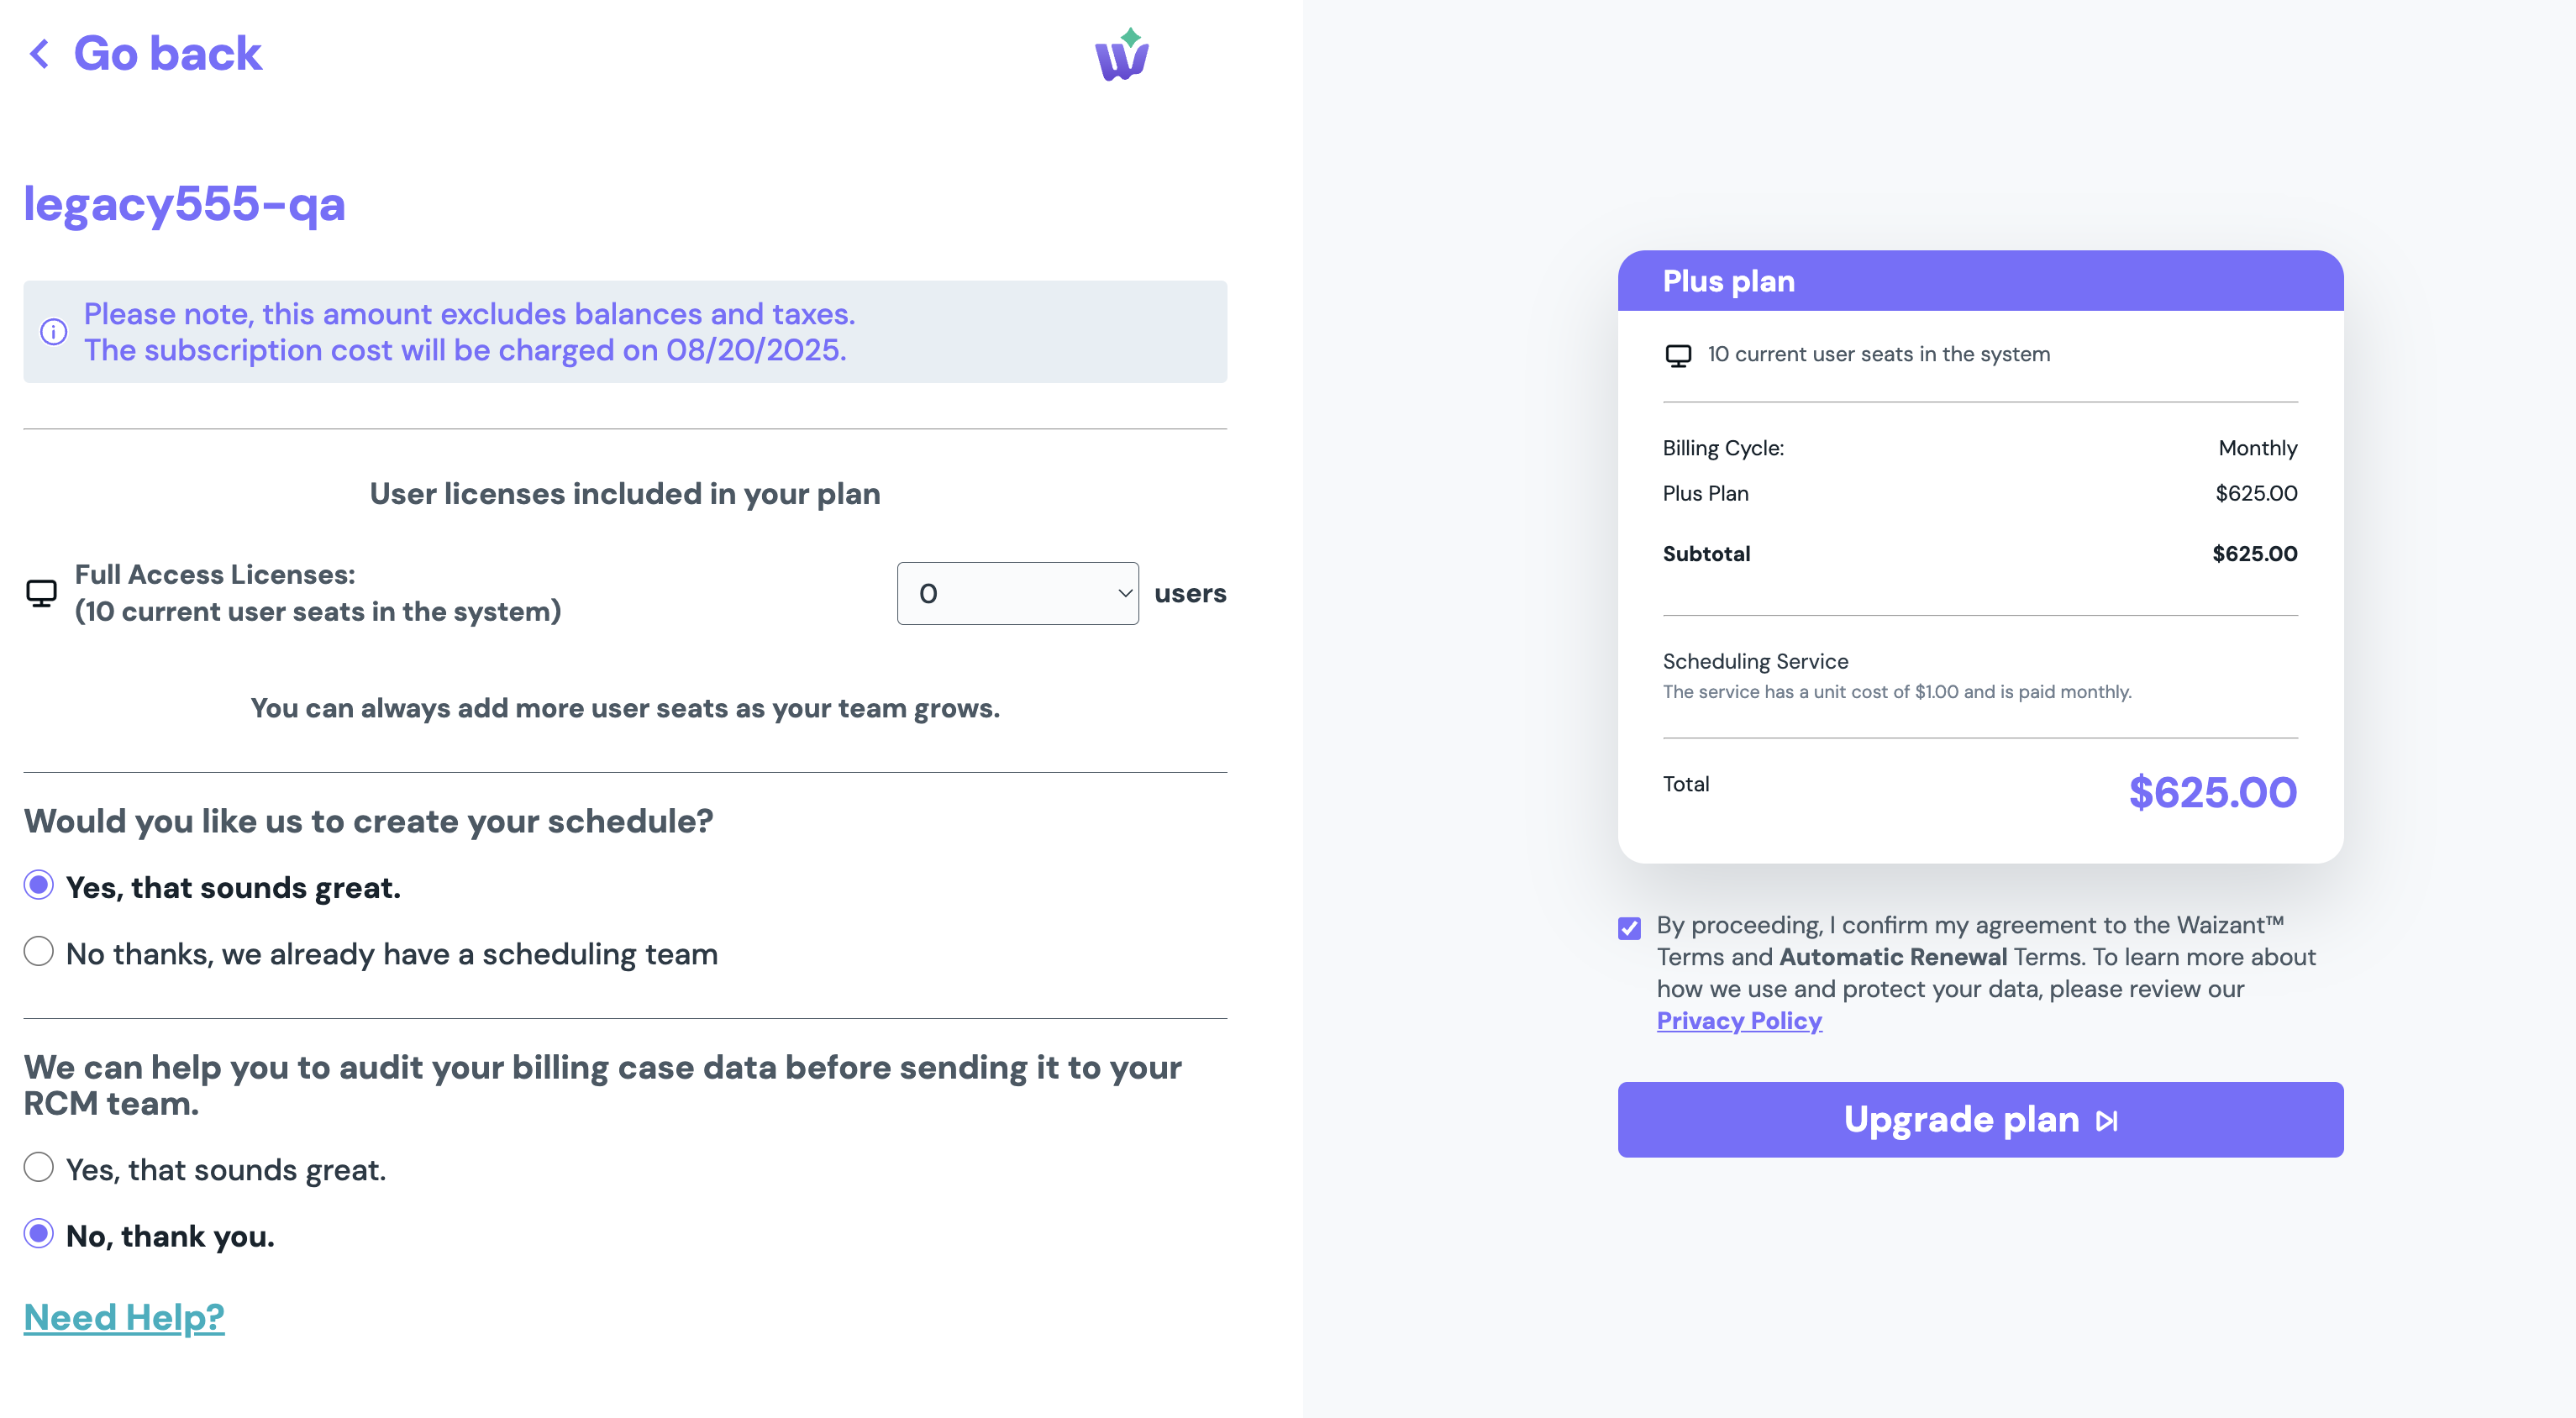 Go back
legacy555-qa
Please note, this amount excludes balances and taxes.
The subscription cost will be charged on 08/20/2025.
User licenses included in your plan
Full Access Licenses:
(10 current user seats in the system)
0
users
You can always add more user seats as your team grows.
Would you like us to create your schedule?
Yes, that sounds great.
No thanks, we already have a scheduling team
We can help you to audit your billing case data before sending it to your
RCM team.
Yes, that sounds great.
No, thank you.
Need Help?
Plus plan
10 current user seats in the system
Billing Cycle: Monthly
Plus Plan $625.00
Subtotal $625.00
Scheduling Service
The service has a unit cost of $1.00 and is paid monthly.
Total $625.00
By proceeding, I confirm my agreement to the Waizant™
Terms and Automatic Renewal Terms. To learn more about
how we use and protect your data, please review our
Privacy Policy
Upgrade plan